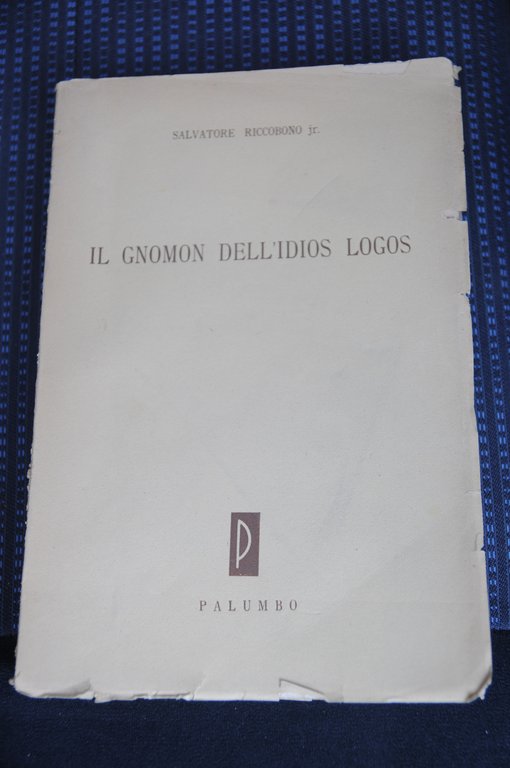 SALVATORE RICCOBONO jr.
IL GNOMON DELL'IDIOS LOGOS
P
PALUMBO